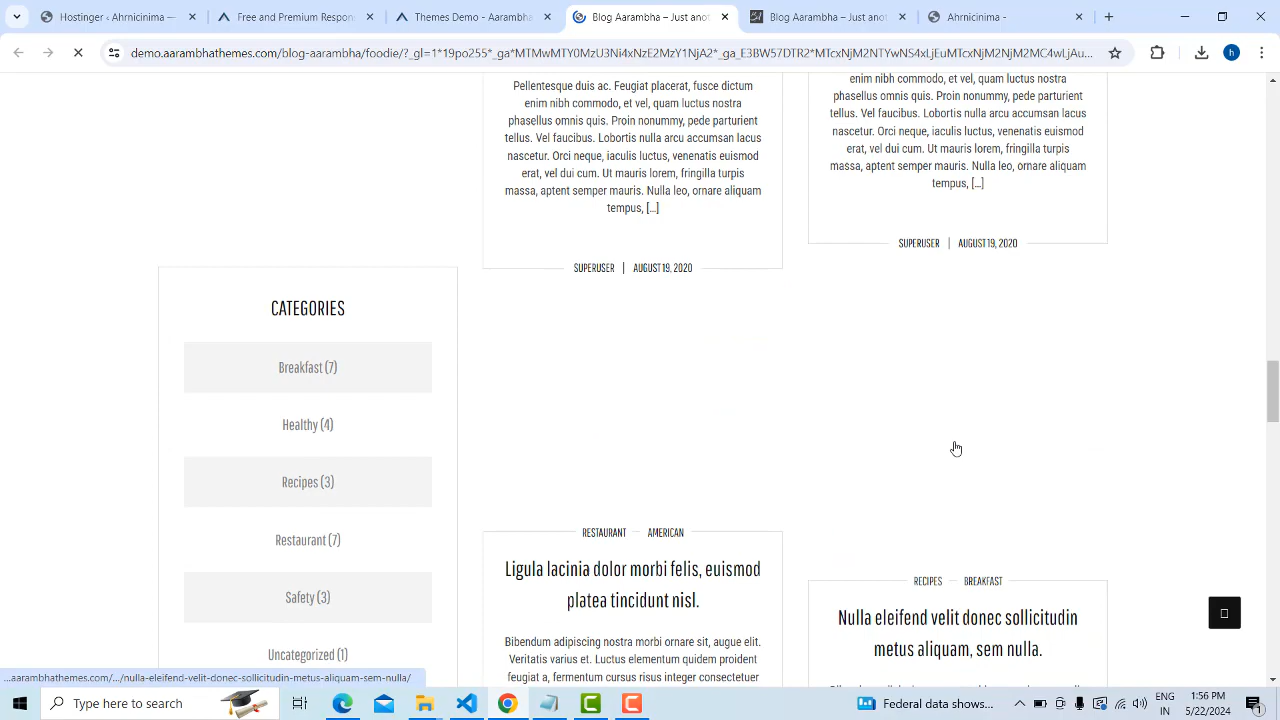 Hostinger - Ahrnicinima -
Free and Premium Respon
Themes Demo - Aarambh
Blog Aarambha – Just anot
Blog Aarambha – Just anot
Ahrnicinima -
demo.aarambhathemes.com/blog-aarambha/foodie/?_gl=1*19po255*_ga*MTMwMTY0MzU3Ni4xNzE2MzY1NjA2*_ga_E3BW57DTR2*MTcxNjM2NTYwNS4xLjEuMTcxNjM2NjM2MC4wLjAu...
Pellentesque duis ac. Feugiat placerat, fusce dictum
enim nibh commodo, et vel, quam luctus nostra
phasellus omnis quis. Proin nonummy, pede parturient
tellus. Vel faucibus. Lobortis nulla arcu accumsan lacus
nascetur. Orci neque, iaculis luctus, venenatis euismod
erat, vel dui cum. Ut mauris lorem, fringilla turpis
massa, aptent semper mauris. Nulla leo, ornare aliquam
tempus, [...]
SUPERUSER | AUGUST 19, 2020
enim nibh commodo, et vel, quam luctus nostra
phasellus omnis quis. Proin nonummy, pede parturient
tellus. Vel faucibus. Lobortis nulla arcu accumsan lacus
nascetur. Orci neque, iaculis luctus, venenatis euismod
erat, vel dui cum. Ut mauris lorem, fringilla turpis
massa, aptent semper mauris. Nulla leo, ornare aliquam
tempus, [...]
SUPERUSER | AUGUST 19, 2020
CATEGORIES
Breakfast (7)
Healthy (4)
Recipes (3)
Restaurant (7)
Safety (3)
Uncategorized (1)
RESTAURANT – AMERICAN
Ligula lacinia dolor morbi felis, euismod
platea tincidunt nisl.
Bibendum adipiscing nostra morbi ornare sit, augue elit.
Veritatis varius et. Luctus elementum quidem proident
feugiat a, fermentum cursus risus integer suspendisse
RECIPES – BREAKFAST
Nulla eleifend velit donec sollicitudin
metus aliquam, sem nulla.
...aarambhathemes.com/.../nulla-eleifend-velit-donec-sollicitudin-metus-aliquam-sem-nulla/
Type here to search
Federal data shows...
ENG
IN
1:56 PM
5/22/2024
1
h